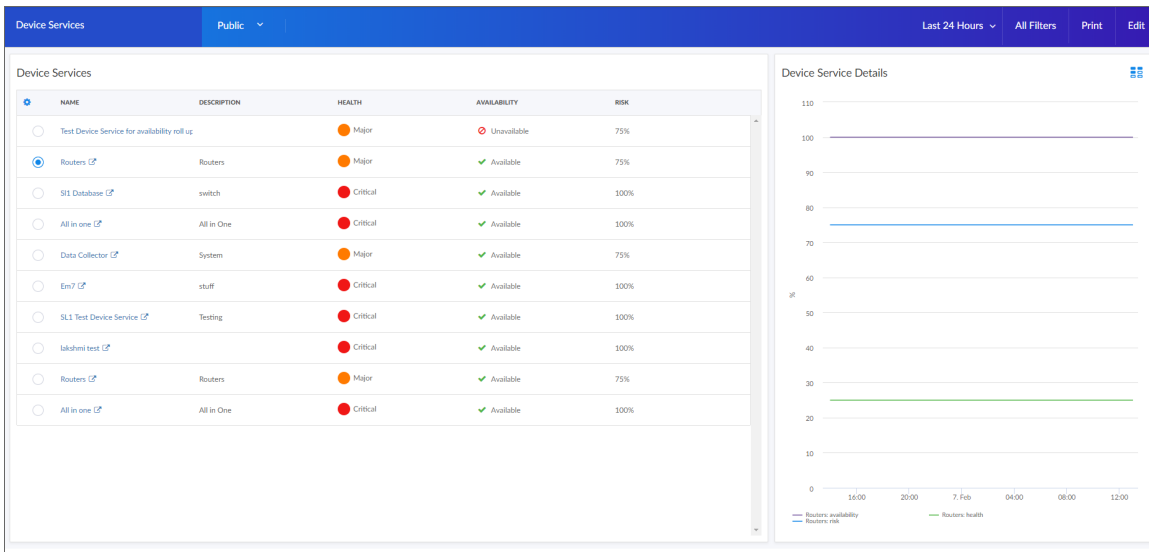 Device Services Public Last 24 Hours All Filters Print Edit
Device Services
NAME DESCRIPTION HEALTH AVAILABILITY RISK
Test Device Service for availability roll up Major Unavailable 75%
Routers Routers Major Available 75%
SI1 Database switch Critical Available 100%
All in one All in One Critical Available 100%
Data Collector System Major Available 75%
Em7 stuff Critical Available 100%
SL1 Test Device Service Testing Critical Available 100%
lakshmi test Critical Available 100%
Routers Routers Major Available 75%
All in one All in One Critical Available 100%
Device Service Details
110
100
90
80
70
60
%
50
40
30
20
10
0
16:00 20:00 7. Feb 04:00 08:00 12:00
Routers: availability Routers: health
Routers: risk